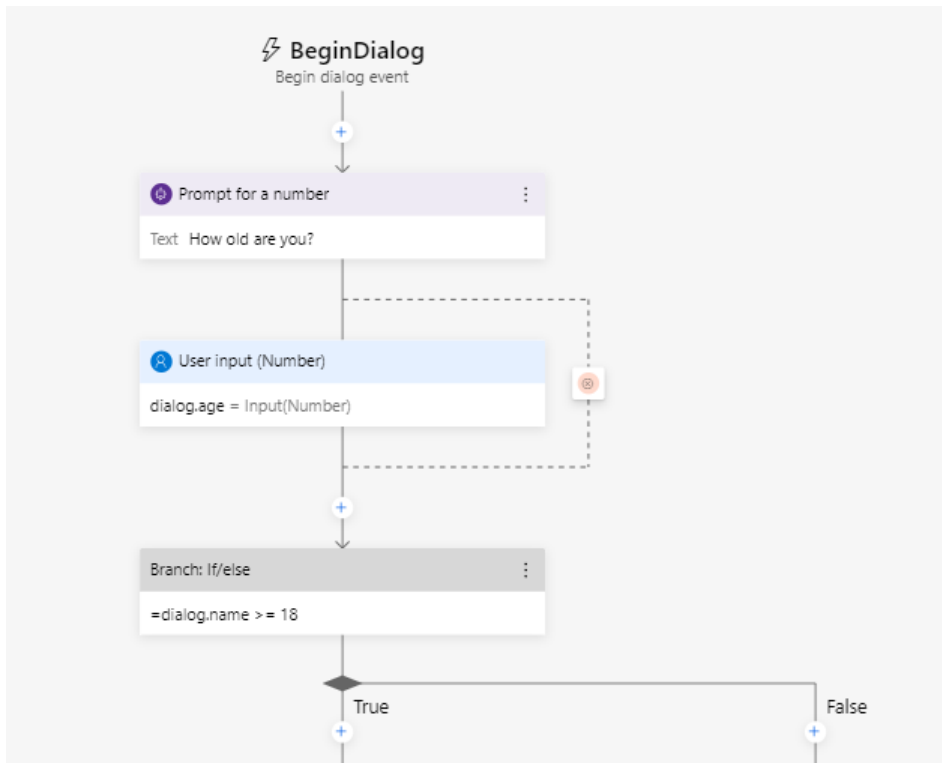 BeginDialog
Begin dialog event
Prompt for a number
Text How old are you?
User input (Number)
dialog.age = Input(Number)
Branch: If/else
=dialog.name >= 18
True
False